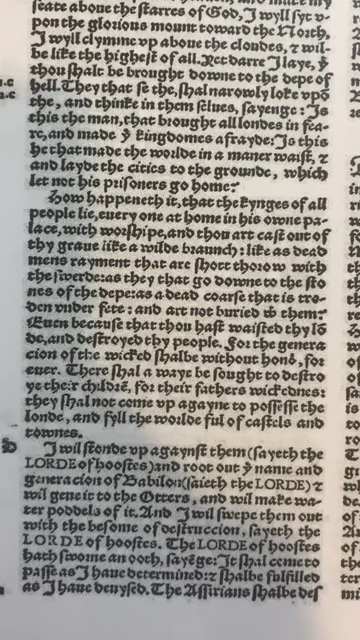 seate aboue the starres of God, I wyll syt v-
pon the glorious mount toward the North,
I wyll clymme vp aboue the cloudes, ⁊ wil-
be like the highest of all. Yet darre I laye, yͤ
thou shalt be brought downe to the depe of
hell. They that se the, shal narowly loke vpō
the, and thinke in them selues, sayenge: Is
this the man, that brought all londes in fea-
re, and made yͤ kingdomes afrayde: Is this
he that made the worlde in a maner waist, ⁊
and layde the cities to the grounde, which
let not his prisoners go home?
How happeneth it, that the kynges of all
people lie, euery one at home in his owne pa-
lace, with worshipe, and thou art cast out of
thy graue like a wilde braunch: like as dead
mens rayment that are shott thorow with
the swerde: as they that go downe to the sto
nes of the depe: as a dead coarse that is tro-
den vnder fete: and art not buried wͭ them?
Euen because that thou hast waisted thy lō
de, and destroyed thy people. For the genera
cion of the wicked shalbe without honō, for
euer. There shal a waye be sought to destro
ye their childrē, for their fathers wickednes:
they shal not come vp agayne to possesse the
londe, and fyll the worlde ful of castels and
townes.
D
I wil stonde vp agaynst them (sayeth the
LORDE of hoostes) and root out yͤ name and
generacion of Babilon (saieth the LORDE) ⁊
wil geue it to the Otters, and wil make wa-
ter poddels of it. And I wil swepe them out
with the besome of destruccion, sayeth the
LORDE of hoostes. The LORDE of hoostes
hath sworne an ooth, sayēge: It shal come to
passe as I haue determined: ⁊ shalbe fulfilled
as I haue deuysed. The Assirians shalbe des